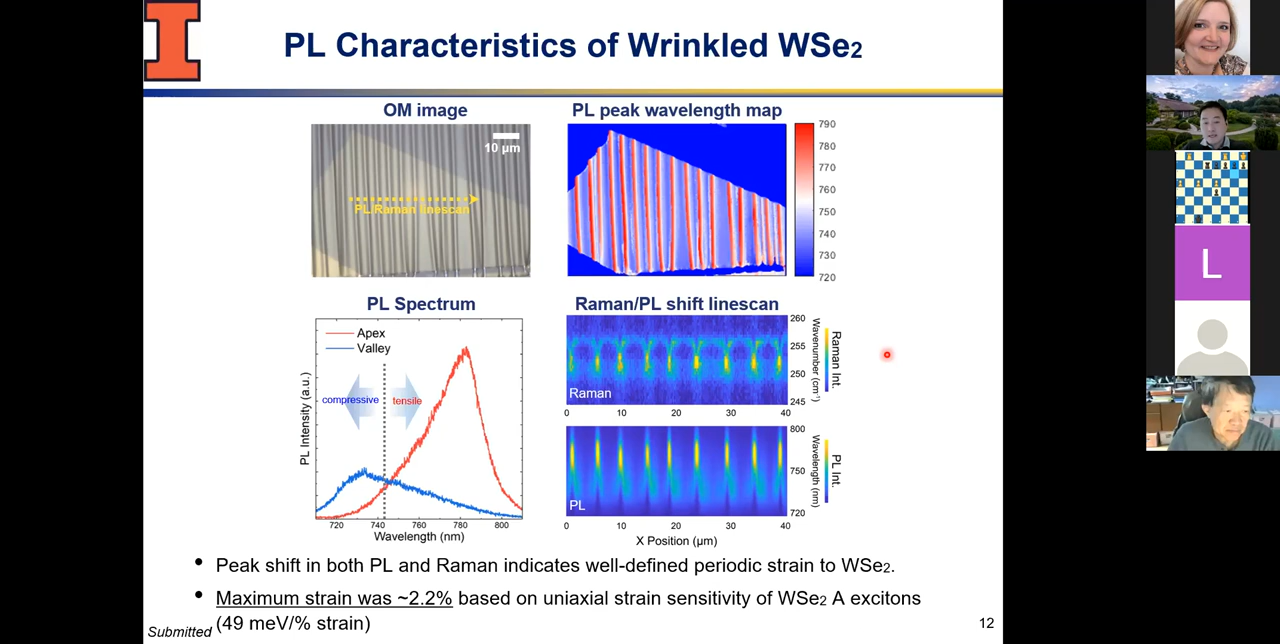 PL Characteristics of Wrinkled WSe₂
OM image
10 µm
PL Raman linescan
PL peak wavelength map
790
780
770
760
750
740
730
720
PL Spectrum
Apex
Valley
compressive
tensile
PL Intensity (a.u.)
720 740 760 780 800
Wavelength (nm)
Raman/PL shift linescan
260
255
250
245
Raman
0 10 20 30 40
Wavenumber (cm⁻¹)
Raman Int.
800
750
720
PL
0 10 20 30 40
Wavelength (nm)
PL Int.
X Position (µm)
• Peak shift in both PL and Raman indicates well-defined periodic strain to WSe₂.
• Maximum strain was ~2.2% based on uniaxial strain sensitivity of WSe₂ A excitons
(49 meV/% strain)
Submitted
12
L